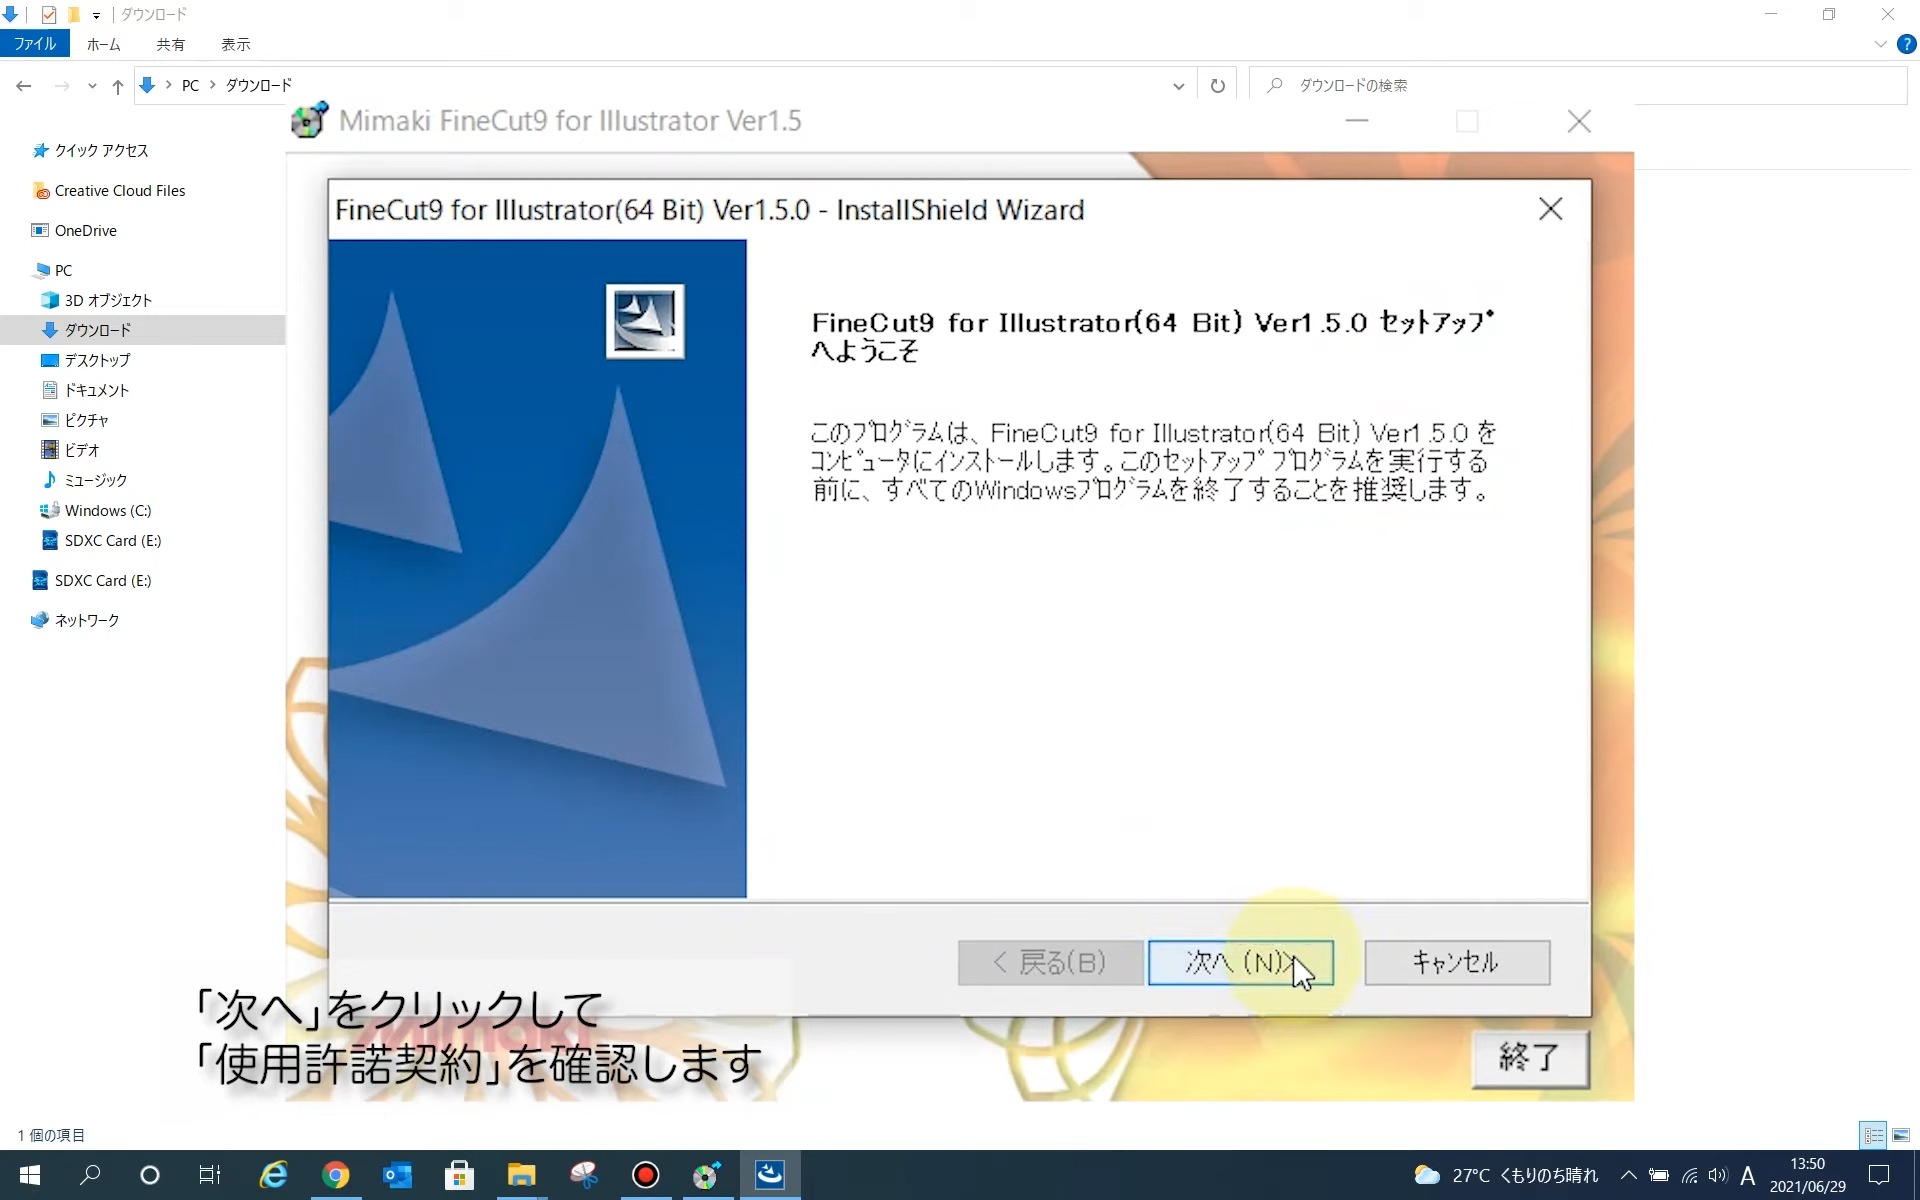 ダウンロード
ファイル ホーム 共有 表示
PC ダウンロード
ダウンロードの検索
Mimaki FineCut9 for Illustrator Ver1.5
クイック アクセス
Creative Cloud Files
OneDrive
PC
3D オブジェクト
ダウンロード
デスクトップ
ドキュメント
ピクチャ
ビデオ
ミュージック
Windows (C:)
SDXC Card (E:)
SDXC Card (E:)
ネットワーク
FineCut9 for Illustrator(64 Bit) Ver1.5.0 - InstallShield Wizard
FineCut9 for Illustrator(64 Bit) Ver1.5.0 セットアップ
へようこそ
このプログラムは、FineCut9 for Illustrator(64 Bit) Ver1.5.0 を
コンピュータにインストールします。このセットアップ プログラムを実行する
前に、すべてのWindowsプログラムを終了することを推奨します。
< 戻る(B) 次へ (N)> キャンセル
「次へ」をクリックして
「使用許諾契約」を確認します
Mimaki
終了
1 個の項目
27°C くもりのち晴れ A 13:50
2021/06/29